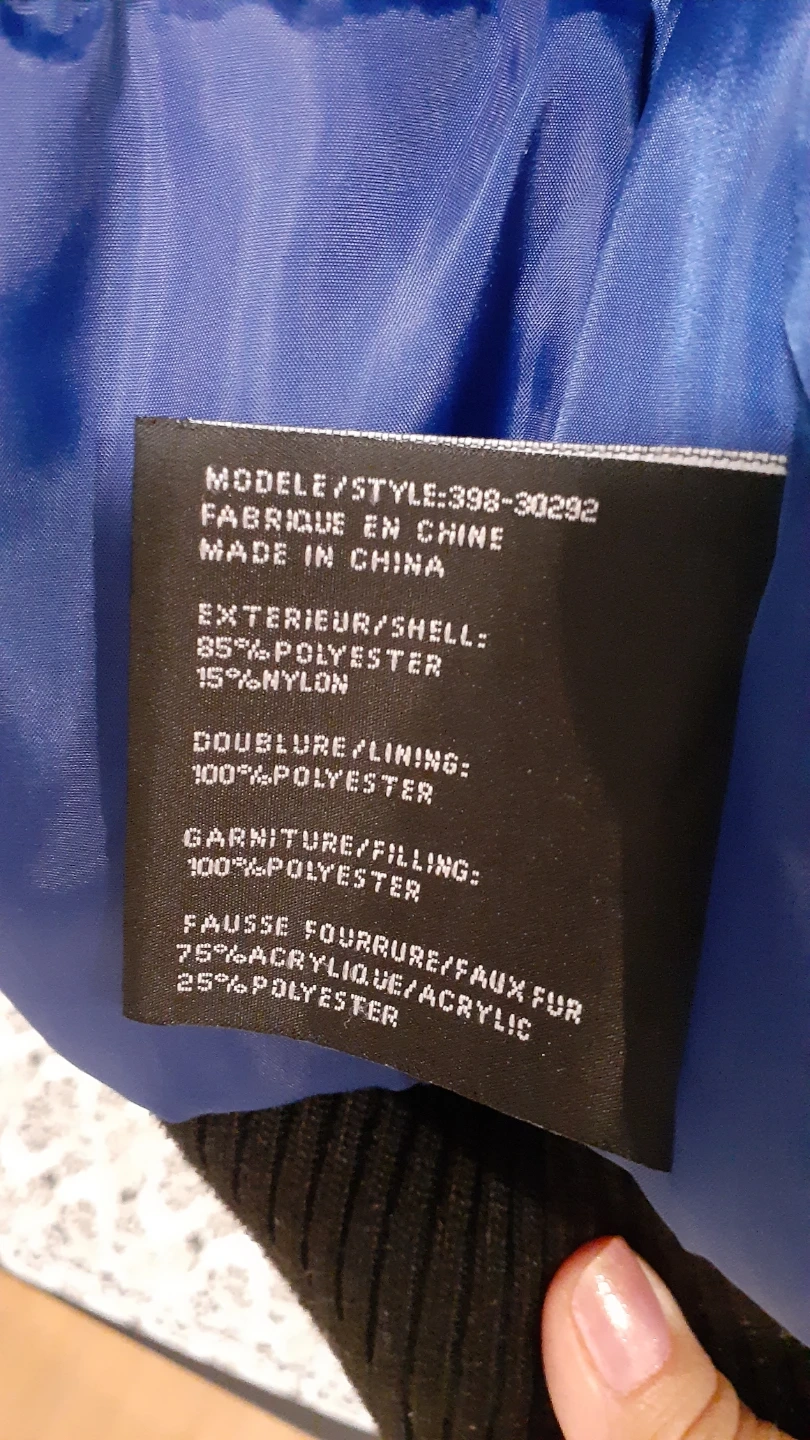 MODELE/STYLE:398-30292
FABRIQUE EN CHINE
MADE IN CHINA
EXTERIEUR/SHELL:
85%POLYESTER
15%NYLON
DOUBLURE/LINING:
100%POLYESTER
GARNITURE/FILLING:
100%POLYESTER
FAUSSE FOURRURE/FAUX FUR
75%ACRYLIQUE/ACRYLIC
25%POLYESTER